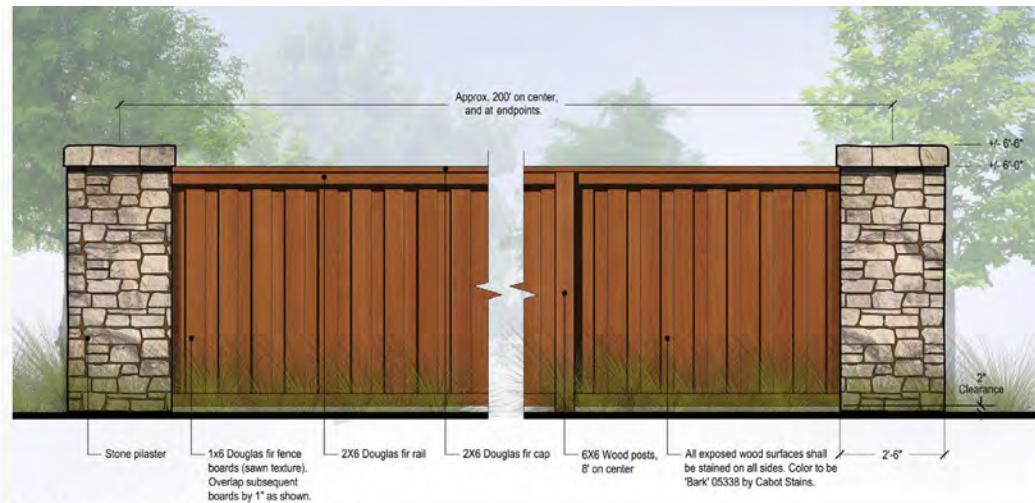 Approx. 200' on center,
and at endpoints.
+/- 6'-6"
+/- 6'-0"
2"
Clearance
Stone pilaster
1x6 Douglas fir fence
boards (sawn texture).
Overlap subsequent
boards by 1" as shown.
2X6 Douglas fir rail
2X6 Douglas fir cap
6X6 Wood posts,
8' on center
All exposed wood surfaces shall
be stained on all sides. Color to be
'Bark' 05338 by Cabot Stains.
2'-6"